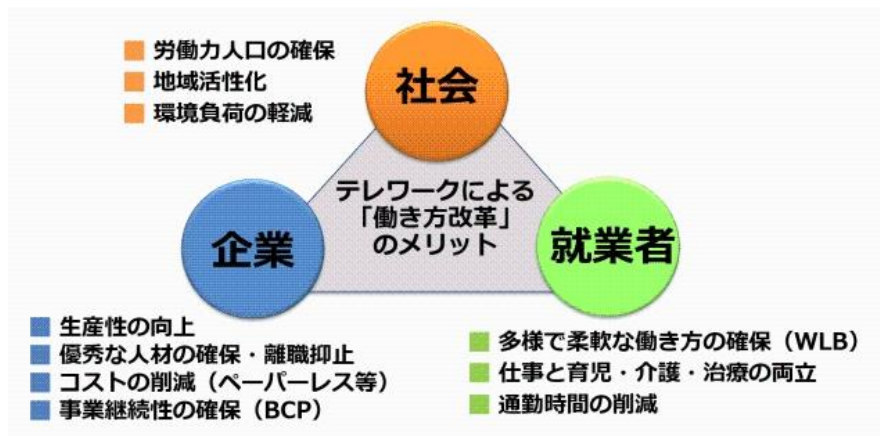 労働力人口の確保
地域活性化
環境負荷の軽減
社会
テレワークによる
「働き方改革」
のメリット
企業
就業者
生産性の向上
優秀な人材の確保・離職抑止
コストの削減（ペーパーレス等）
事業継続性の確保（BCP）
多様で柔軟な働き方の確保（WLB）
仕事と育児・介護・治療の両立
通勤時間の削減